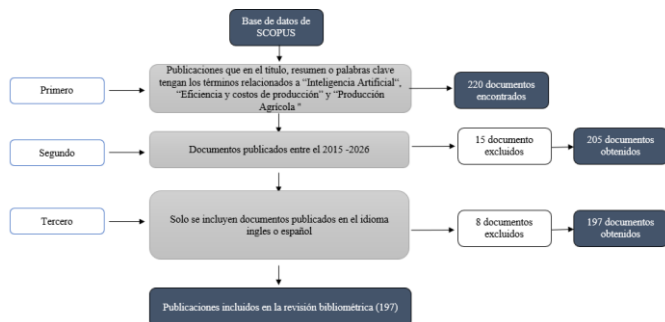 Base de datos de
SCOPUS
Primero
Publicaciones que en el título, resumen o palabras clave
tengan los términos relacionados a "Inteligencia Artificial",
"Eficiencia y costos de producción" y "Producción
Agrícola "
220 documentos
encontrados
Segundo
Documentos publicados entre el 2015 -2026
15 documento
excluidos
205 documentos
obtenidos
Tercero
Solo se incluyen documentos publicados en el idioma
ingles o español
8 documentos
excluidos
197 documentos
obtenidos
Publicaciones incluidos en la revisión bibliométrica (197)